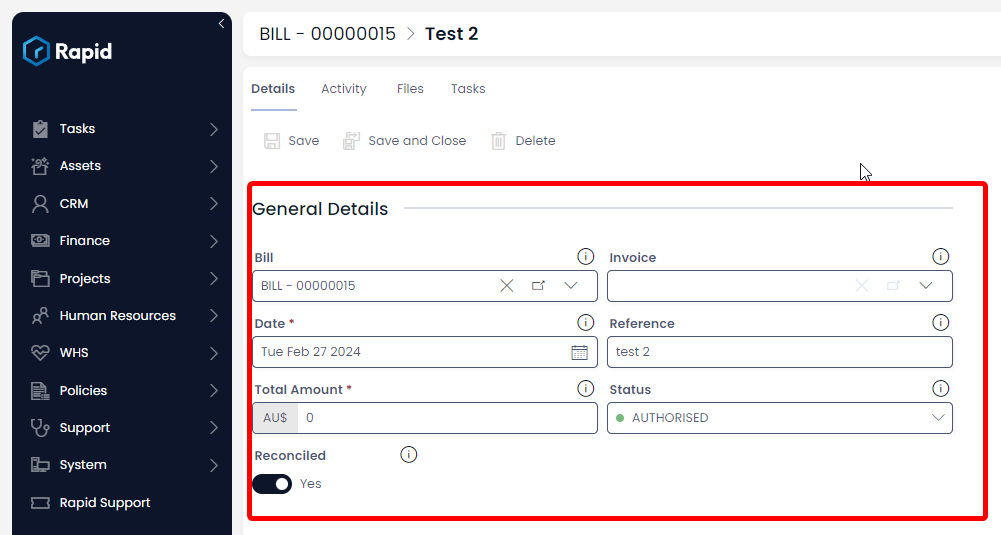 BILL - 00000015 > Test 2
Rapid
Details Activity Files Tasks
Save Save and Close Delete
Tasks
Assets
CRM
Finance
Projects
Human Resources
WHS
Policies
Support
System
Rapid Support
General Details
Bill Invoice
BILL - 00000015
Date * Reference
Tue Feb 27 2024 test 2
Total Amount * Status
AU$ 0 AUTHORISED
Reconciled
Yes